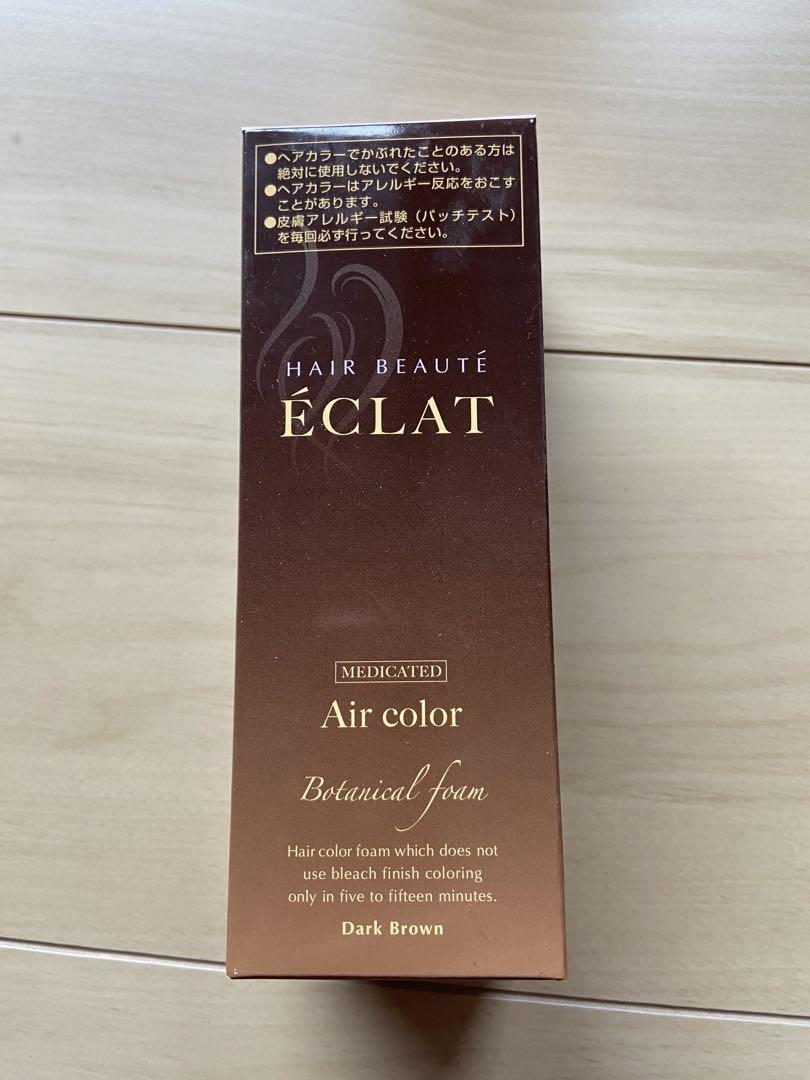 ●ヘアカラーでかぶれたことのある方は
絶対に使用しないでください。
●ヘアカラーはアレルギー反応をおこす
ことがあります。
●皮膚アレルギー試験（パッチテスト）
を毎回必ず行ってください。
HAIR BEAUTÉ
ÉCLAT
MEDICATED
Air color
Botanical foam
Hair color foam which does not
use bleach finish coloring
only in five to fifteen minutes.
Dark Brown